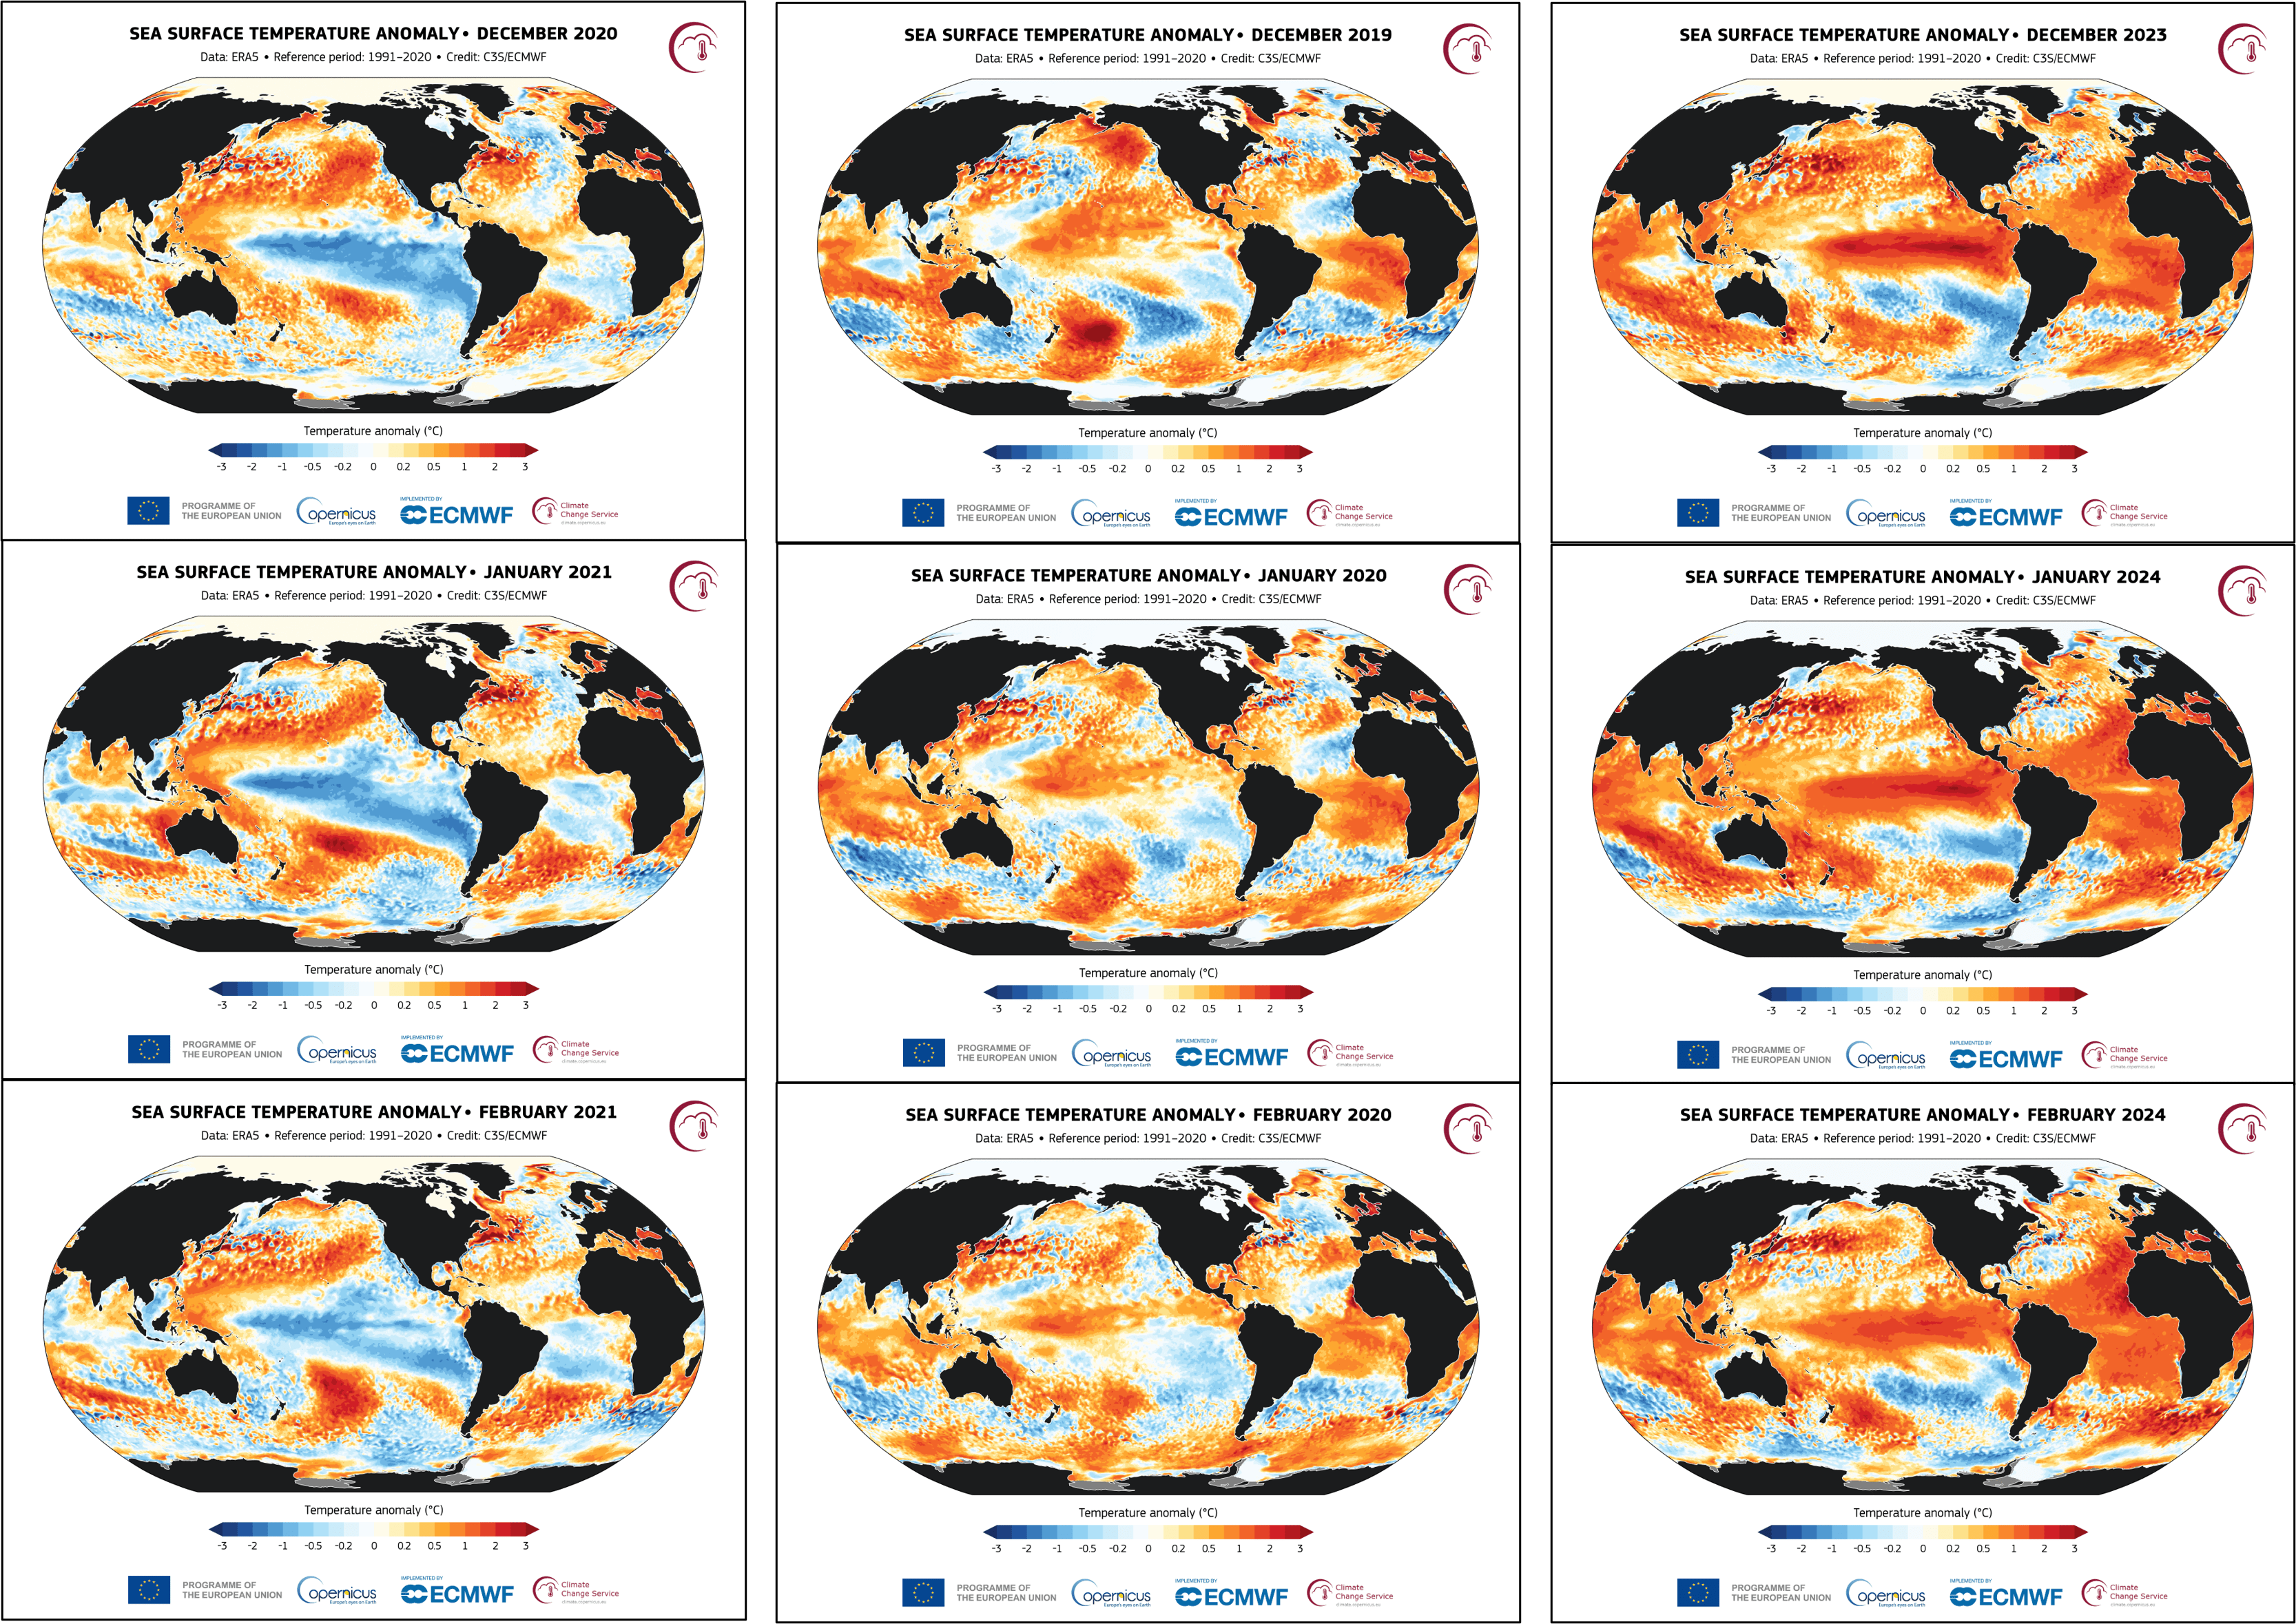 SEA SURFACE TEMPERATURE ANOMALY• DECEMBER 2020
Data: ERA5 • Reference period: 1991–2020 • Credit: C3S/ECMWF
Temperature anomaly (°C)
-3 -2 -1 -0.5 -0.2 0 0.2 0.5 1 2 3
PROGRAMME OF
THE EUROPEAN UNION
opernicus
Europe's eyes on Earth
IMPLEMENTED BY
ECMWF
Climate
Change Service
climate.copernicus.eu
SEA SURFACE TEMPERATURE ANOMALY• DECEMBER 2019
Data: ERA5 • Reference period: 1991–2020 • Credit: C3S/ECMWF
Temperature anomaly (°C)
-3 -2 -1 -0.5 -0.2 0 0.2 0.5 1 2 3
PROGRAMME OF
THE EUROPEAN UNION
opernicus
Europe's eyes on Earth
IMPLEMENTED BY
ECMWF
Climate
Change Service
climate.copernicus.eu
SEA SURFACE TEMPERATURE ANOMALY• DECEMBER 2023
Data: ERA5 • Reference period: 1991–2020 • Credit: C3S/ECMWF
Temperature anomaly (°C)
-3 -2 -1 -0.5 -0.2 0 0.2 0.5 1 2 3
PROGRAMME OF
THE EUROPEAN UNION
opernicus
Europe's eyes on Earth
IMPLEMENTED BY
ECMWF
Climate
Change Service
climate.copernicus.eu
SEA SURFACE TEMPERATURE ANOMALY• JANUARY 2021
Data: ERA5 • Reference period: 1991–2020 • Credit: C3S/ECMWF
Temperature anomaly (°C)
-3 -2 -1 -0.5 -0.2 0 0.2 0.5 1 2 3
PROGRAMME OF
THE EUROPEAN UNION
opernicus
Europe's eyes on Earth
IMPLEMENTED BY
ECMWF
Climate
Change Service
climate.copernicus.eu
SEA SURFACE TEMPERATURE ANOMALY• JANUARY 2020
Data: ERA5 • Reference period: 1991–2020 • Credit: C3S/ECMWF
Temperature anomaly (°C)
-3 -2 -1 -0.5 -0.2 0 0.2 0.5 1 2 3
PROGRAMME OF
THE EUROPEAN UNION
opernicus
Europe's eyes on Earth
IMPLEMENTED BY
ECMWF
Climate
Change Service
climate.copernicus.eu
SEA SURFACE TEMPERATURE ANOMALY• JANUARY 2024
Data: ERA5 • Reference period: 1991–2020 • Credit: C3S/ECMWF
Temperature anomaly (°C)
-3 -2 -1 -0.5 -0.2 0 0.2 0.5 1 2 3
PROGRAMME OF
THE EUROPEAN UNION
opernicus
Europe's eyes on Earth
IMPLEMENTED BY
ECMWF
Climate
Change Service
climate.copernicus.eu
SEA SURFACE TEMPERATURE ANOMALY• FEBRUARY 2021
Data: ERA5 • Reference period: 1991–2020 • Credit: C3S/ECMWF
Temperature anomaly (°C)
-3 -2 -1 -0.5 -0.2 0 0.2 0.5 1 2 3
PROGRAMME OF
THE EUROPEAN UNION
opernicus
Europe's eyes on Earth
IMPLEMENTED BY
ECMWF
Climate
Change Service
climate.copernicus.eu
SEA SURFACE TEMPERATURE ANOMALY• FEBRUARY 2020
Data: ERA5 • Reference period: 1991–2020 • Credit: C3S/ECMWF
Temperature anomaly (°C)
-3 -2 -1 -0.5 -0.2 0 0.2 0.5 1 2 3
PROGRAMME OF
THE EUROPEAN UNION
opernicus
Europe's eyes on Earth
IMPLEMENTED BY
ECMWF
Climate
Change Service
climate.copernicus.eu
SEA SURFACE TEMPERATURE ANOMALY• FEBRUARY 2024
Data: ERA5 • Reference period: 1991–2020 • Credit: C3S/ECMWF
Temperature anomaly (°C)
-3 -2 -1 -0.5 -0.2 0 0.2 0.5 1 2 3
PROGRAMME OF
THE EUROPEAN UNION
opernicus
Europe's eyes on Earth
IMPLEMENTED BY
ECMWF
Climate
Change Service
climate.copernicus.eu